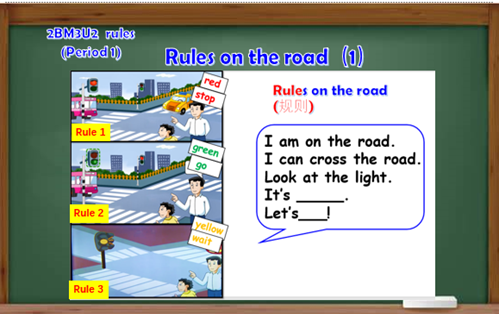 2BM3U2 rules
(Period 1)
Rules on the road (1)
red
stop
Rule 1
green
go
Rule 2
yellow
wait
Rule 3
Rules on the road
(规则)
I am on the road.
I can cross the road.
Look at the light.
It's _____.
Let's___!